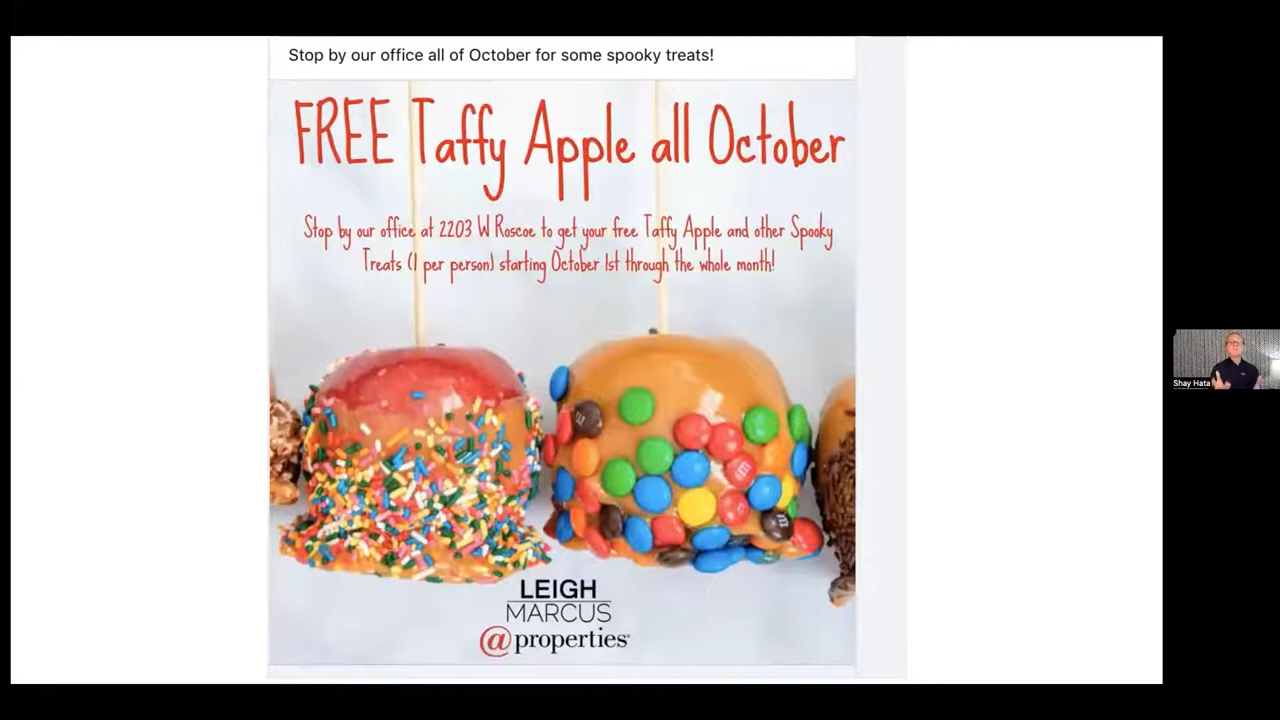 Stop by our office all of October for some spooky treats!
FREE Taffy Apple all October
Stop by our office at 2203 W Roscoe to get your free Taffy Apple and other Spooky
Treats (1 per person) starting October 1st through the whole month!
LEIGH
MARCUS
@properties
Shay Hata